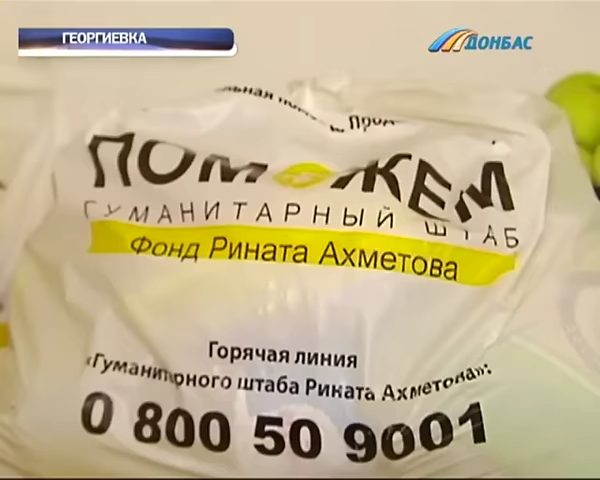 ГЕОРГИЕВКА
ДОНБАС
ПОМОЖЕМ
ГУМАНИТАРНЫЙ ШТАБ
Фонд Рината Ахметова
Горячая линия
«Гуманитарного штаба Рината Ахметова»:
0 800 50 9001